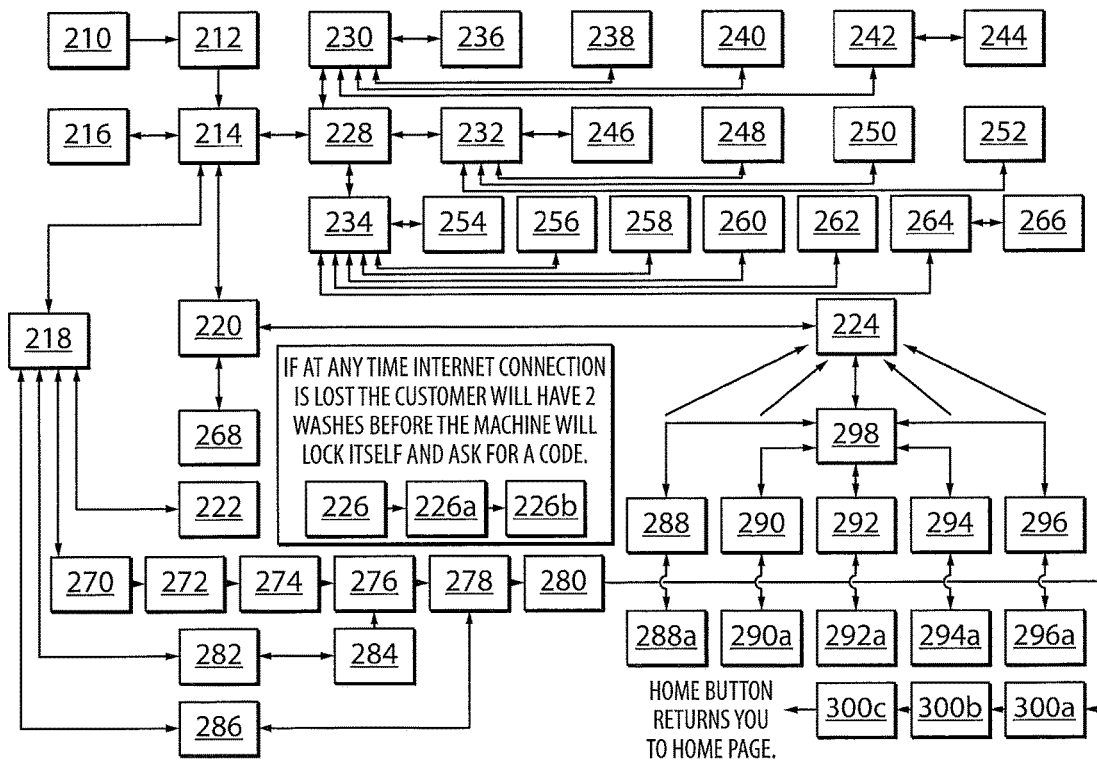 210 212 230 236 238 240 242 244
216 214 228 232 246 248 250 252
234 254 256 258 260 262 264 266
218 220 224
IF AT ANY TIME INTERNET CONNECTION
IS LOST THE CUSTOMER WILL HAVE 2
WASHES BEFORE THE MACHINE WILL
LOCK ITSELF AND ASK FOR A CODE.
226 226a 226b
268 298
222 288 290 292 294 296
270 272 274 276 278 280
282 284 288a 290a 292a 294a 296a
286
HOME BUTTON
RETURNS YOU
TO HOME PAGE.
300c 300b 300a